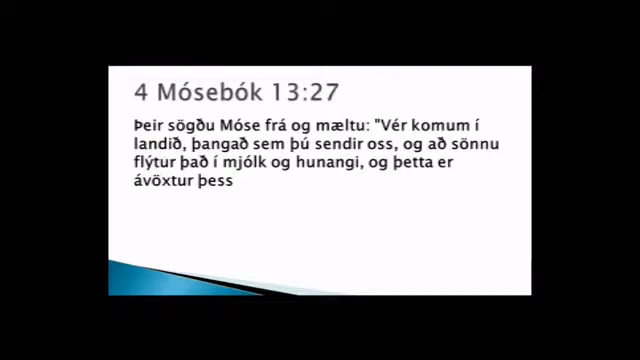 4 Mósebók 13:27
Þeir sögðu Móse frá og mæltu: "Vér komum í
landið, þangað sem þú sendir oss, og að sönnu
flýtur það í mjólk og hunangi, og þetta er
ávöxtur þess